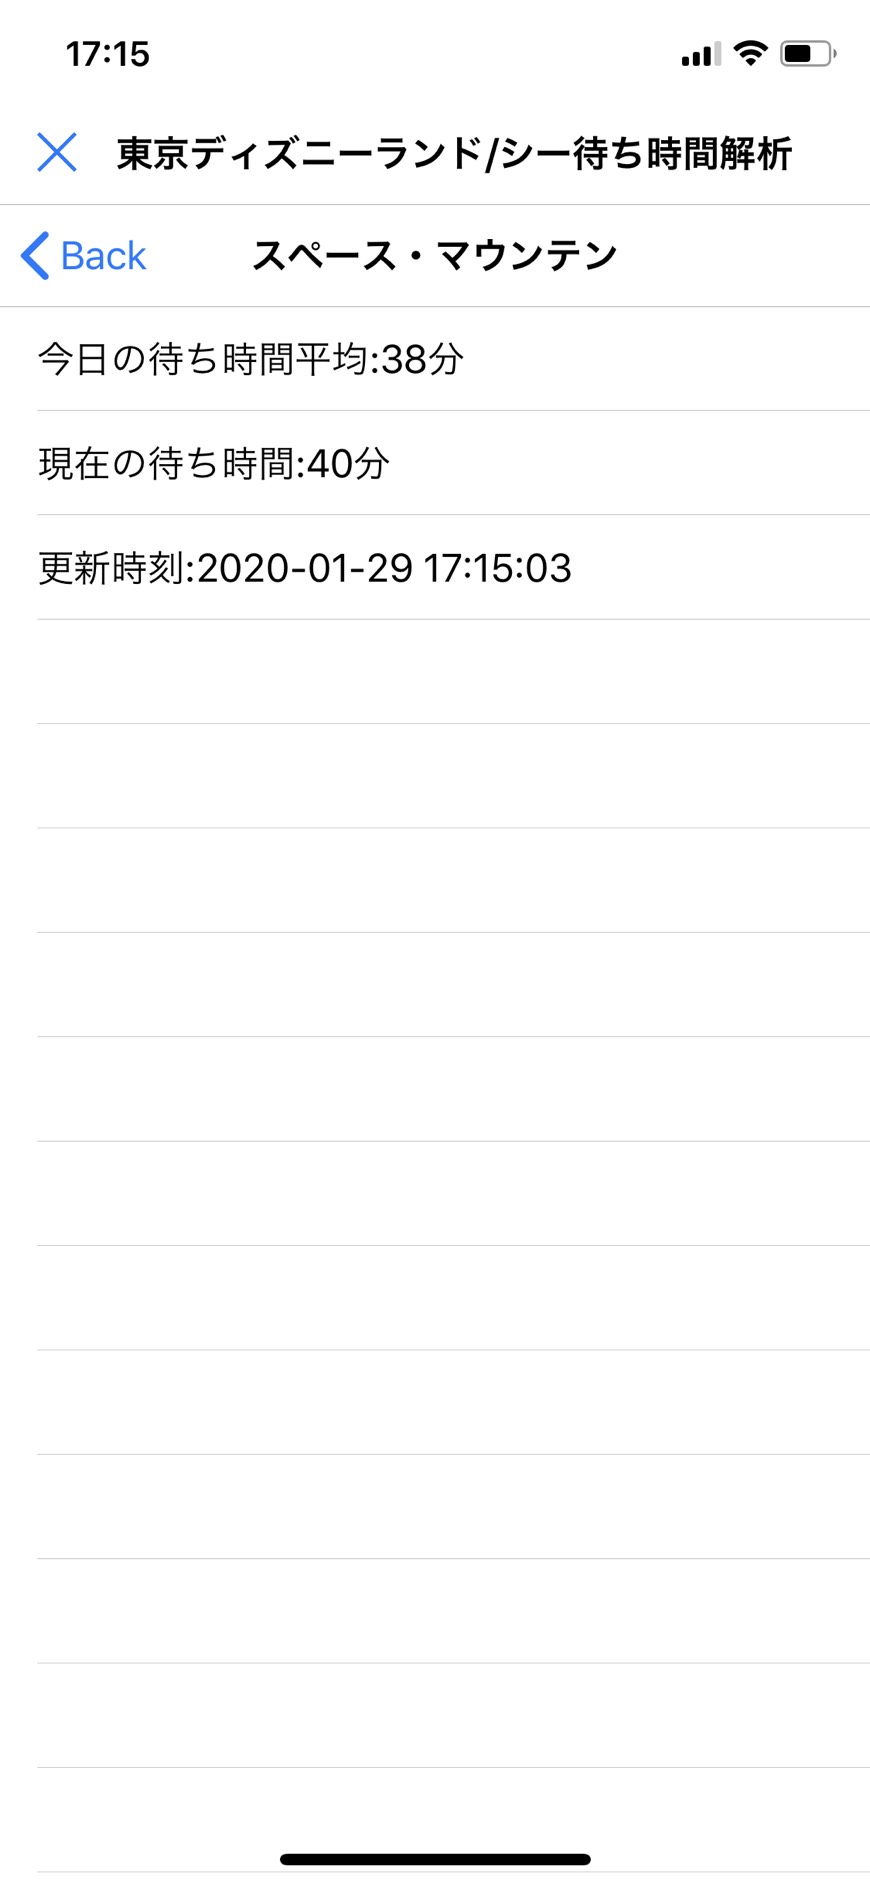 17:15
東京ディズニーランド/シー待ち時間解析
Back
スペース・マウンテン
今日の待ち時間平均:38分
現在の待ち時間:40分
更新時刻:2020-01-29 17:15:03